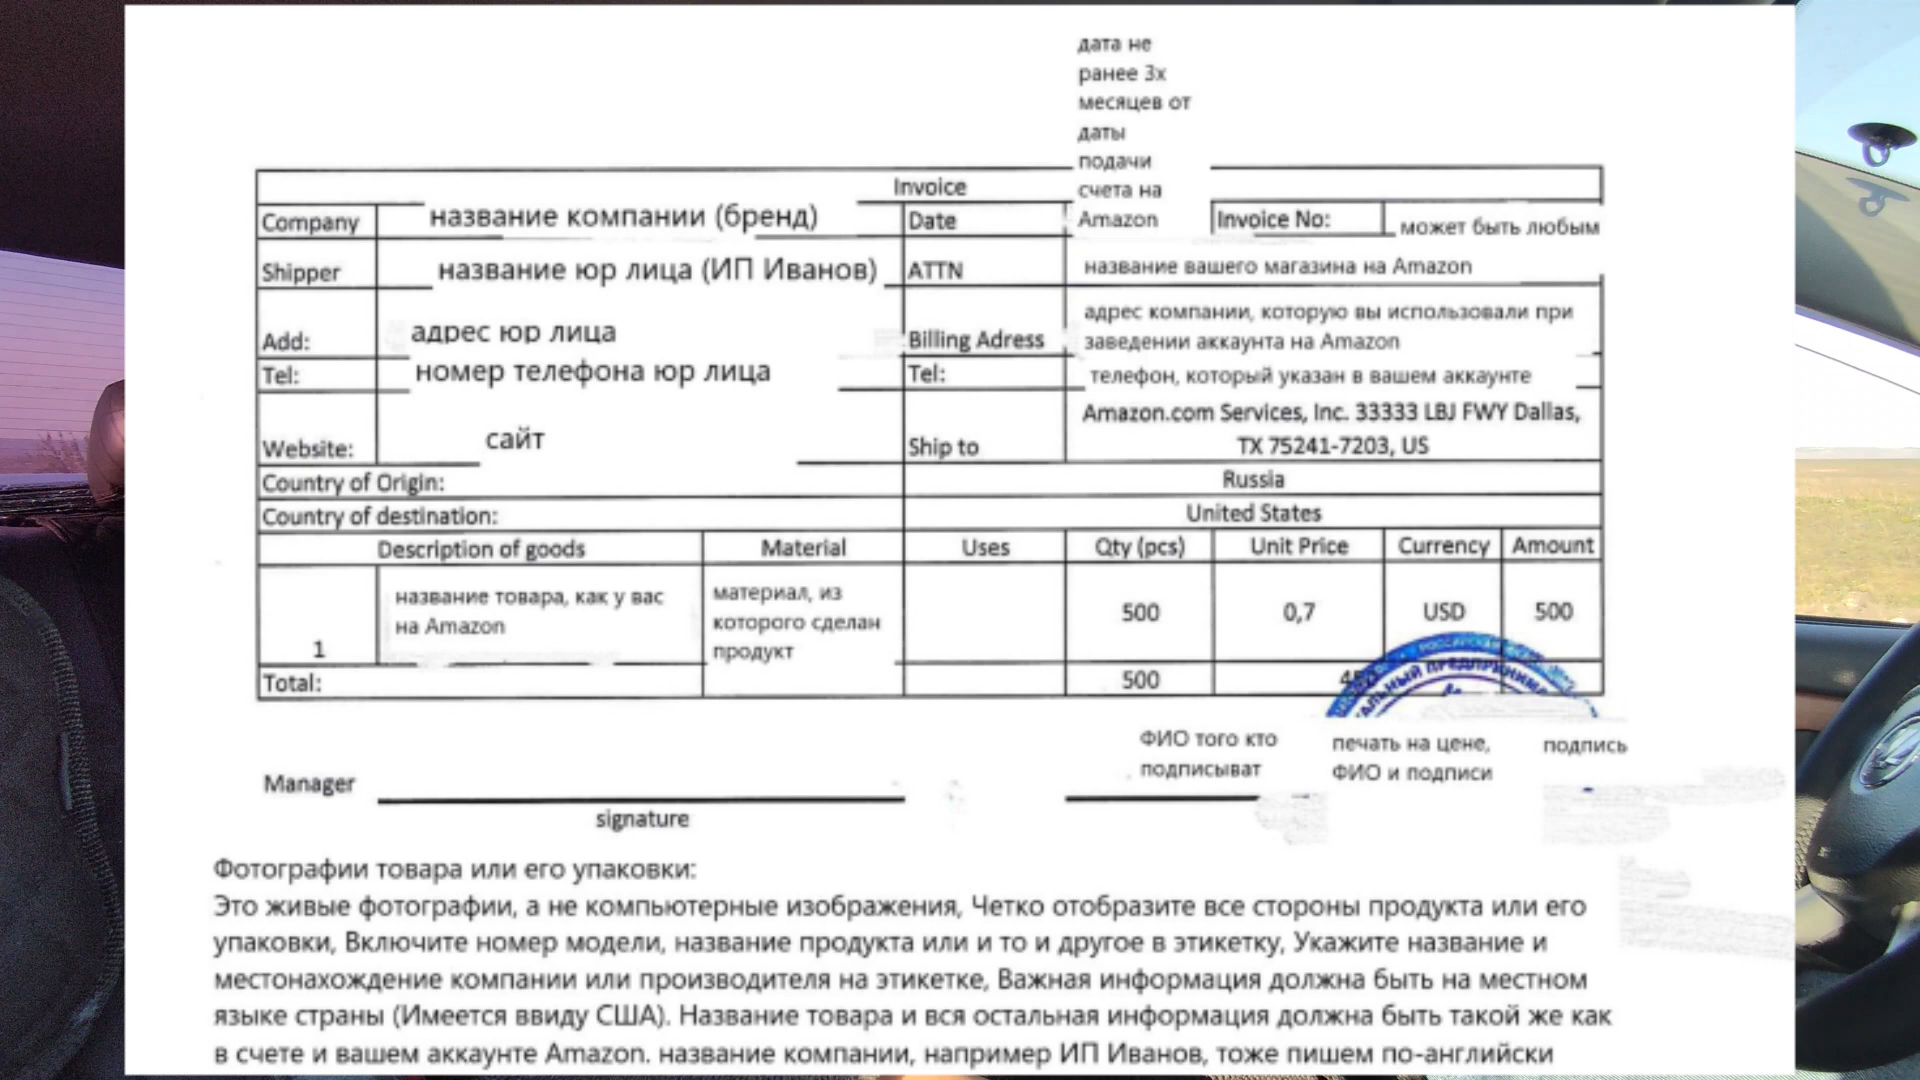 дата не
ранее 3х
месяцев от
даты
подачи
счета на
Amazon
Invoice
Company
название компании (бренд)
Date
Invoice No:
может быть любым
Shipper
название юр лица (ИП Иванов)
ATTN
название вашего магазина на Amazon
Add:
адрес юр лица
Billing Adress
адрес компании, которую вы использовали при
заведении аккаунта на Amazon
Tel:
номер телефона юр лица
Tel:
телефон, который указан в вашем аккаунте
Website:
сайт
Ship to
Amazon.com Services, Inc. 33333 LBJ FWY Dallas,
TX 75241-7203, US
Country of Origin:
Russia
Country of destination:
United States
Description of goods
Material
Uses
Qty (pcs)
Unit Price
Currency
Amount
1
название товара, как у вас
на Amazon
материал, из
которого сделан
продукт
500
0,7
USD
500
Total:
500
ФИО того кто
подписыват
печать на цене,
ФИО и подписи
подпись
Manager
signature
Фотографии товара или его упаковки:
Это живые фотографии, а не компьютерные изображения, Четко отобразите все стороны продукта или его
упаковки, Включите номер модели, название продукта или и то и другое в этикетку, Укажите название и
местонахождение компании или производителя на этикетке, Важная информация должна быть на местном
языке страны (Имеется ввиду США). Название товара и вся остальная информация должна быть такой же как
в счете и вашем аккаунте Amazon. название компании, например ИП Иванов, тоже пишем по-английски